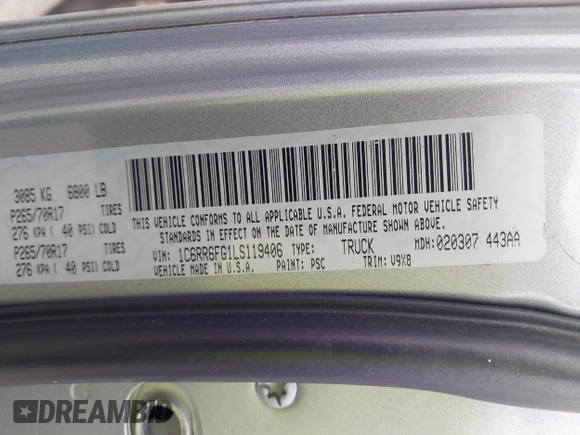 3085 KG 6800 LB
P265/70R17 TIRES
276 KPA ( 40 PSI) COLD
P265/70R17 TIRES
276 KPA ( 40 PSI) COLD
THIS VEHICLE CONFORMS TO ALL APPLICABLE U.S.A. FEDERAL MOTOR VEHICLE SAFETY
STANDARDS IN EFFECT ON THE DATE OF MANUFACTURE SHOWN ABOVE.
VIN: 1C6RR6FG1LS119406 TYPE: TRUCK MDH: 020307 443AA
VEHICLE MADE IN U.S.A. PAINT: PSC TRIM: V9X8
DREAMBID